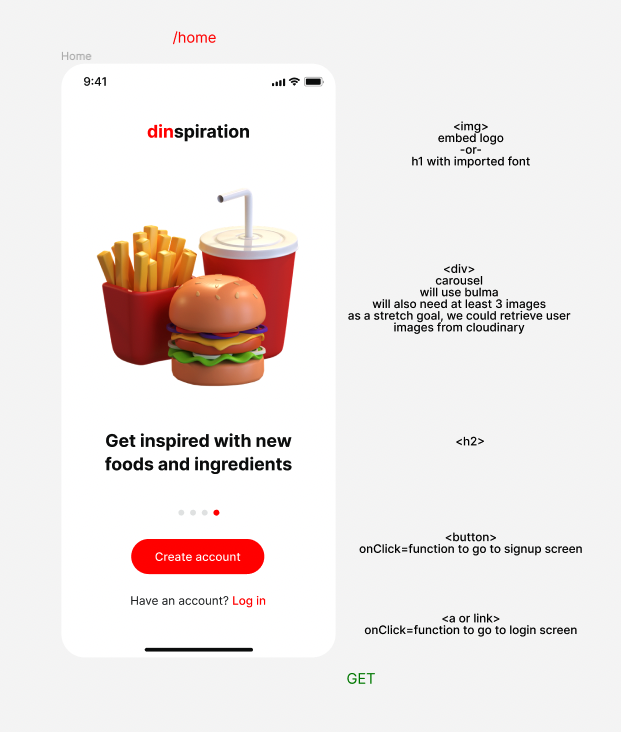 /home
Home
9:41
dinspiration
<img>
embed logo
-or-
h1 with imported font
<div>
carousel
will use bulma
will also need at least 3 images
as a stretch goal, we could retrieve user
images from cloudinary
Get inspired with new
foods and ingredients
<h2>
Create account
<button>
onClick=function to go to signup screen
Have an account? Log in
<a or link>
onClick=function to go to login screen
GET